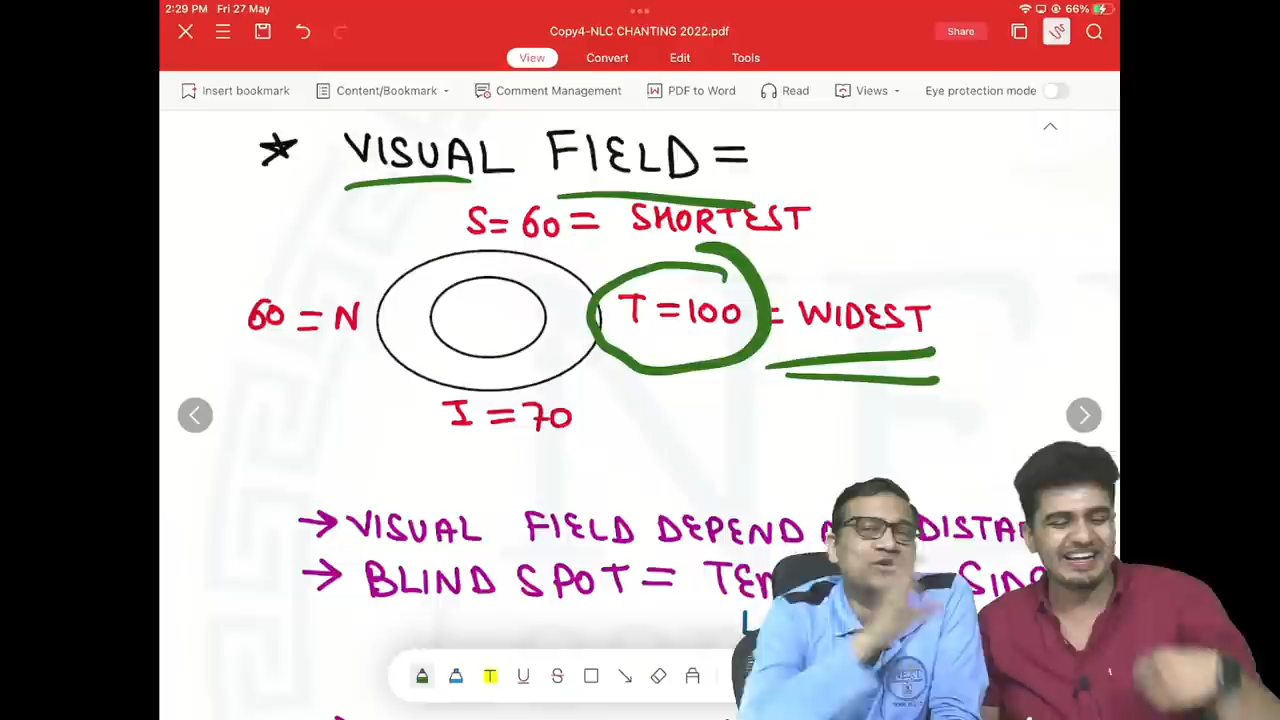 2:29 PM Fri 27 May
66%
Copy4-NLC CHANTING 2022.pdf
Share
View Convert Edit Tools
Insert bookmark Content/Bookmark Comment Management PDF to Word Read Views Eye protection mode
* VISUAL FIELD =
S = 60 = SHORTEST
60 = N T = 100 = WIDEST
I = 70
→ VISUAL FIELD DEPEND
→ BLIND SPOT =
T U S